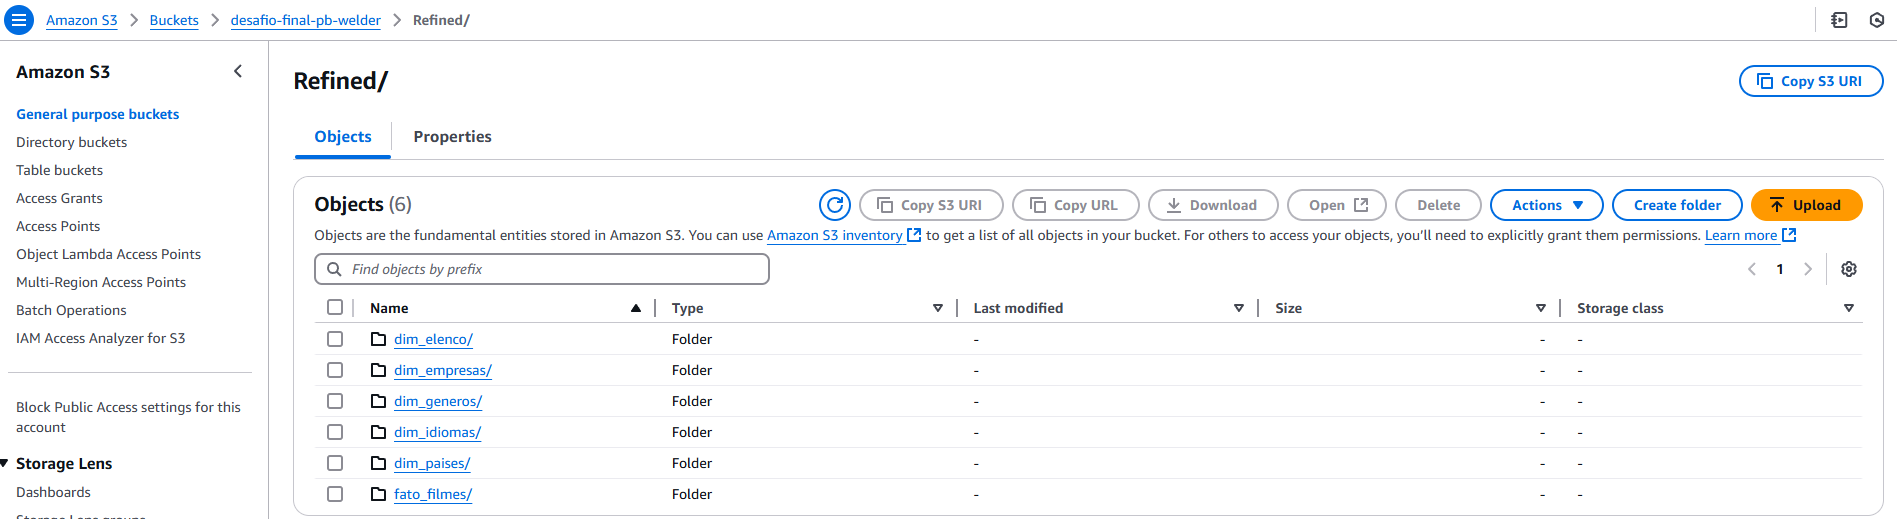 Amazon S3 > Buckets > desafio-final-pb-welder > Refined/
Amazon S3
General purpose buckets
Directory buckets
Table buckets
Access Grants
Access Points
Object Lambda Access Points
Multi-Region Access Points
Batch Operations
IAM Access Analyzer for S3
Block Public Access settings for this
account
Storage Lens
Dashboards
Storage Lens groups
Refined/
Copy S3 URI
Objects Properties
Objects (6)
Copy S3 URI Copy URL Download Open Delete Actions Create folder Upload
Objects are the fundamental entities stored in Amazon S3. You can use Amazon S3 inventory to get a list of all objects in your bucket. For others to access your objects, you’ll need to explicitly grant them permissions. Learn more
Find objects by prefix
1
Name Type Last modified Size Storage class
dim_elenco/ Folder - - -
dim_empresas/ Folder - - -
dim_generos/ Folder - - -
dim_idiomas/ Folder - - -
dim_paises/ Folder - - -
fato_filmes/ Folder - - -